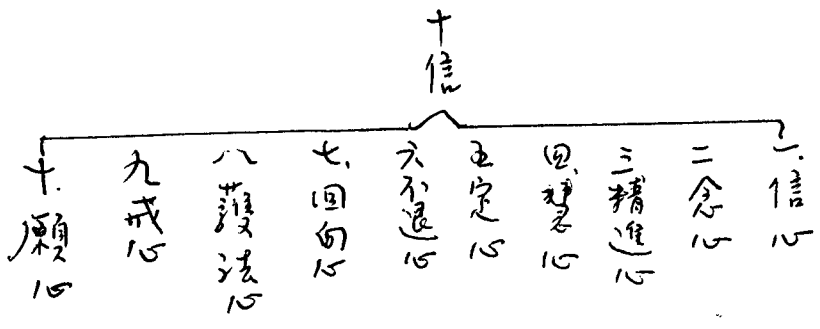 十信
一、信心
二念心
三精進心
四、慧心
五定心
六不退心
七、回向心
八護法心
九戒心
十、願心